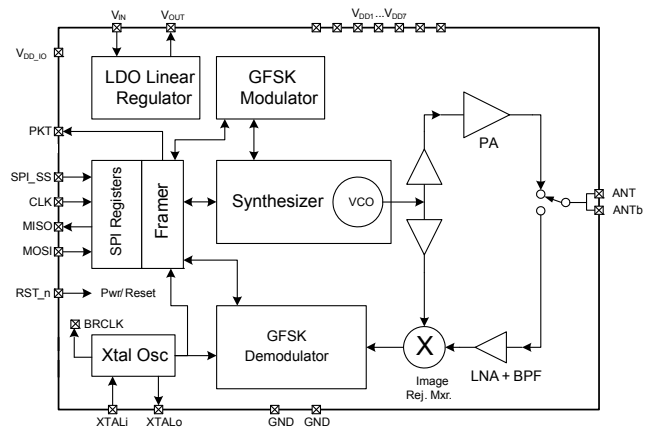 VIN VOUT VDD1...VDD7
VDD_IO
LDO Linear
Regulator
GFSK
Modulator
PKT
PA
SPI_SS
CLK
MISO
MOSI
SPI Registers
Framer
Synthesizer
VCO
ANT
ANTb
RST_n
Pwr/Reset
BRCLK
Xtal Osc
GFSK
Demodulator
X
Image
Rej. Mxr.
LNA + BPF
XTALi XTALo GND GND